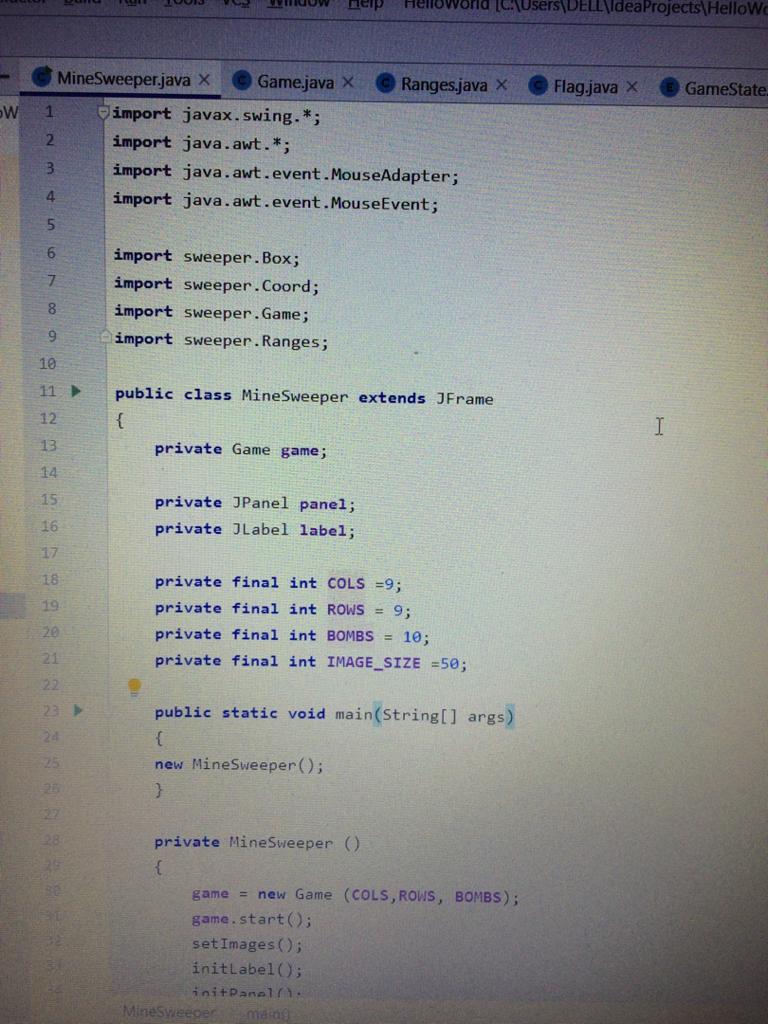 Run Tools VCS Window Help HelloWorld [C:\Users\DELL\IdeaProjects\HelloWo
MineSweeper.java × Game.java × Ranges.java × Flag.java × GameState.
1 import javax.swing.*;
2 import java.awt.*;
3 import java.awt.event.MouseAdapter;
4 import java.awt.event.MouseEvent;
5
6 import sweeper.Box;
7 import sweeper.Coord;
8 import sweeper.Game;
9 import sweeper.Ranges;
10
11 public class MineSweeper extends JFrame
12 {
13 private Game game;
14
15 private JPanel panel;
16 private JLabel label;
17
18 private final int COLS =9;
19 private final int ROWS = 9;
20 private final int BOMBS = 10;
21 private final int IMAGE_SIZE =50;
22
23 public static void main(String[] args)
24 {
25 new MineSweeper();
26 }
27
28 private MineSweeper ()
29 {
30 game = new Game (COLS,ROWS, BOMBS);
31 game.start();
32 setImages();
33 initLabel();
34 initPanel();
MineSweeper main()